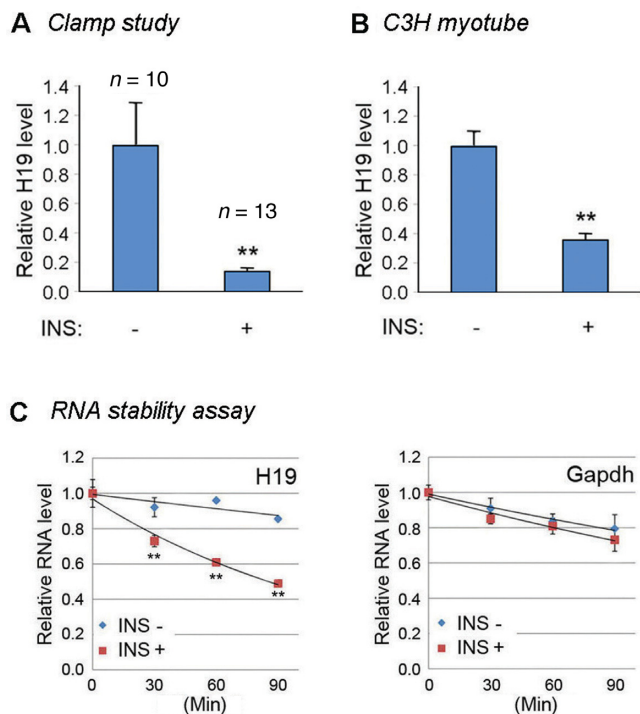 A Clamp study
Relative H19 level
1.4
1.2
1.0
0.8
0.6
0.4
0.2
0.0
n = 10
n = 13
**
INS: - +
B C3H myotube
Relative H19 level
1.4
1.2
1.0
0.8
0.6
0.4
0.2
0.0
**
INS: - +
C RNA stability assay
Relative RNA level
1.2
1.0
0.8
0.6
0.4
0.2
0.0
H19
**
**
**
INS -
INS +
0 30 60 90
(Min)
Relative RNA level
1.2
1.0
0.8
0.6
0.4
0.2
0.0
Gapdh
INS -
INS +
0 30 60 90
(Min)